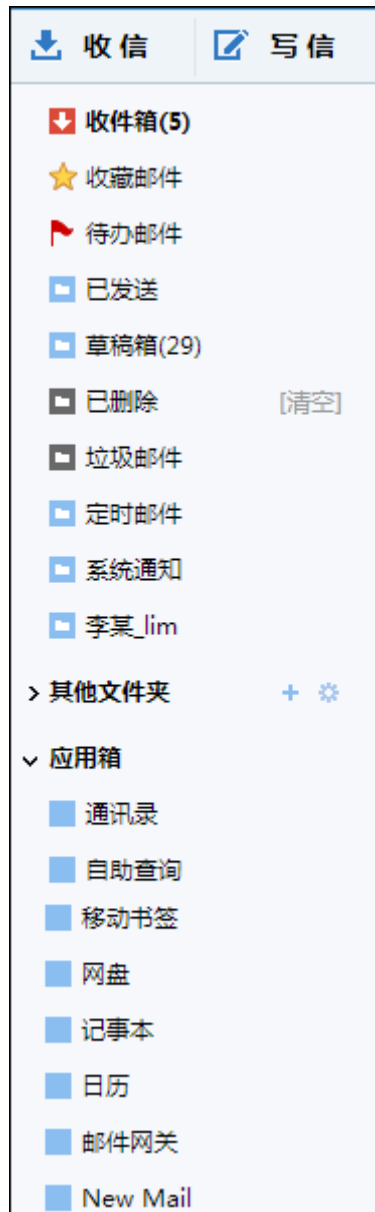 收信 写信
收件箱(5)
收藏邮件
待办邮件
已发送
草稿箱(29)
已删除 [清空]
垃圾邮件
定时邮件
系统通知
李某_lim
其他文件夹
应用箱
通讯录
自助查询
移动书签
网盘
记事本
日历
邮件网关
New Mail